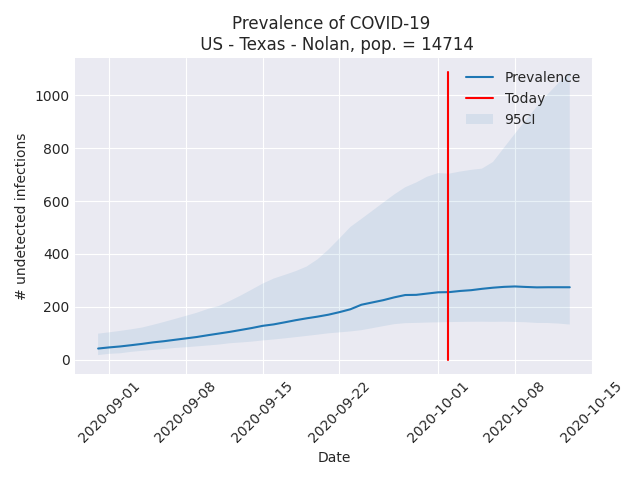 Prevalence of COVID-19
US - Texas - Nolan, pop. = 14714
Prevalence
Today
95CI
# undetected infections
1000
800
600
400
200
0
2020-09-01
2020-09-08
2020-09-15
2020-09-22
2020-10-01
2020-10-08
2020-10-15
Date